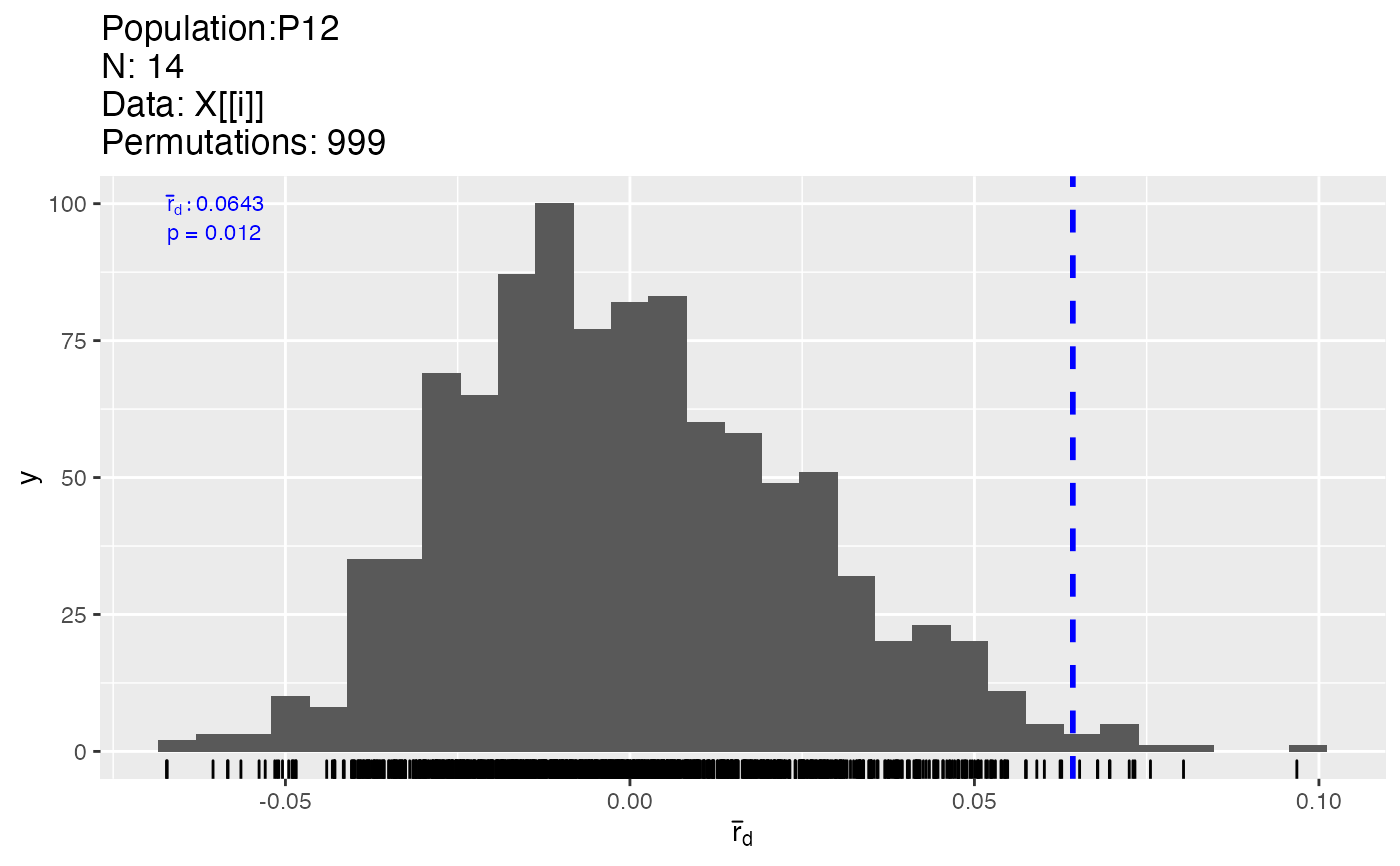 Population:P12
N: 14
Data: X[[i]]
Permutations: 999
r̄d : 0.0643
p = 0.012
100
75
50
25
0
y
-0.05 0.00 0.05 0.10
r̄d